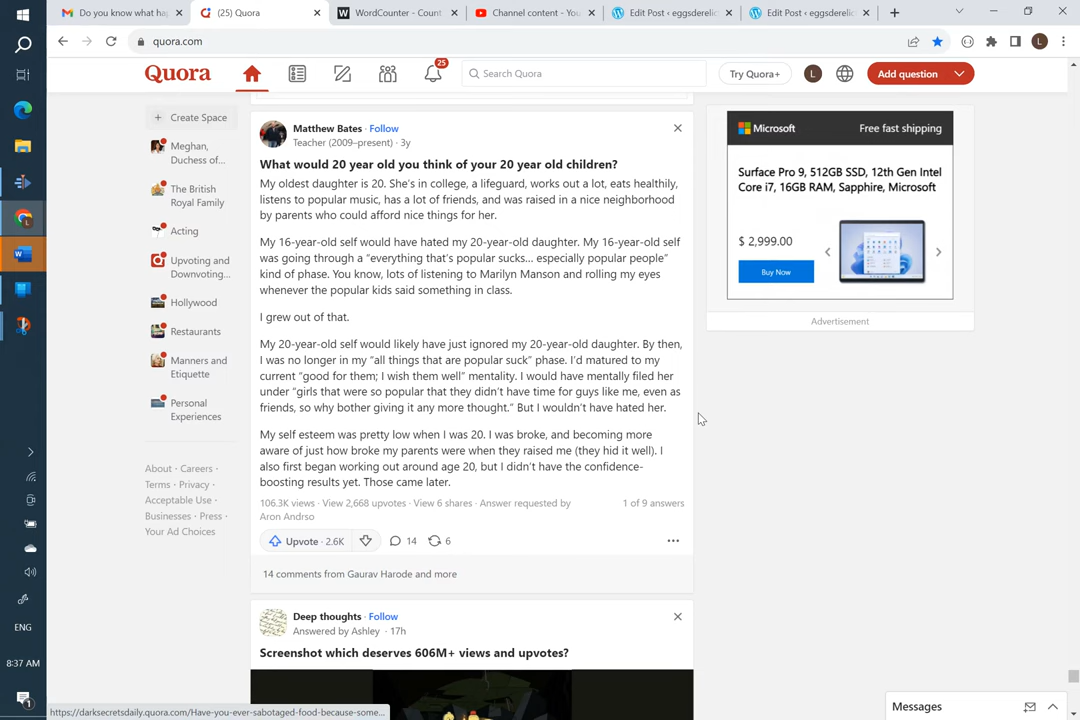 Do you know what ha
(25) Quora
WordCounter - Count
Channel content - You
Edit Post ‹ eggsderelic
Edit Post ‹ eggsderelic
quora.com
L
Quora
25
Search Quora
Try Quora+
L
Add question
Create Space
Meghan,
Duchess of...
The British
Royal Family
Acting
Upvoting and
Downvoting...
Hollywood
Restaurants
Manners and
Etiquette
Personal
Experiences
About · Careers ·
Terms · Privacy ·
Acceptable Use ·
Businesses · Press ·
Your Ad Choices
Matthew Bates · Follow
Teacher (2009–present) · 3y
What would 20 year old you think of your 20 year old children?
My oldest daughter is 20. She's in college, a lifeguard, works out a lot, eats healthily,
listens to popular music, has a lot of friends, and was raised in a nice neighborhood
by parents who could afford nice things for her.
My 16-year-old self would have hated my 20-year-old daughter. My 16-year-old self
was going through a “everything that's popular sucks... especially popular people”
kind of phase. You know, lots of listening to Marilyn Manson and rolling my eyes
whenever the popular kids said something in class.
I grew out of that.
My 20-year-old self would likely have just ignored my 20-year-old daughter. By then,
I was no longer in my “all things that are popular suck” phase. I'd matured to my
current “good for them; I wish them well” mentality. I would have mentally filed her
under “girls that were so popular that they didn't have time for guys like me, even as
friends, so why bother giving it any more thought.” But I wouldn't have hated her.
My self esteem was pretty low when I was 20. I was broke, and becoming more
aware of just how broke my parents were when they raised me (they hid it well). I
also first began working out around age 20, but I didn't have the confidence-
boosting results yet. Those came later.
106.3K views · View 2,668 upvotes · View 6 shares · Answer requested by
Aron Andrso
1 of 9 answers
Upvote · 2.6K
14
6
14 comments from Gaurav Harode and more
Deep thoughts · Follow
Answered by Ashley · 17h
Screenshot which deserves 606M+ views and upvotes?
Microsoft
Free fast shipping
Surface Pro 9, 512GB SSD, 12th Gen Intel
Core i7, 16GB RAM, Sapphire, Microsoft
$ 2,999.00
Buy Now
Advertisement
Messages
ENG
8:37 AM
1
https://darksecretsdaily.quora.com/Have-you-ever-sabotaged-food-because-some...